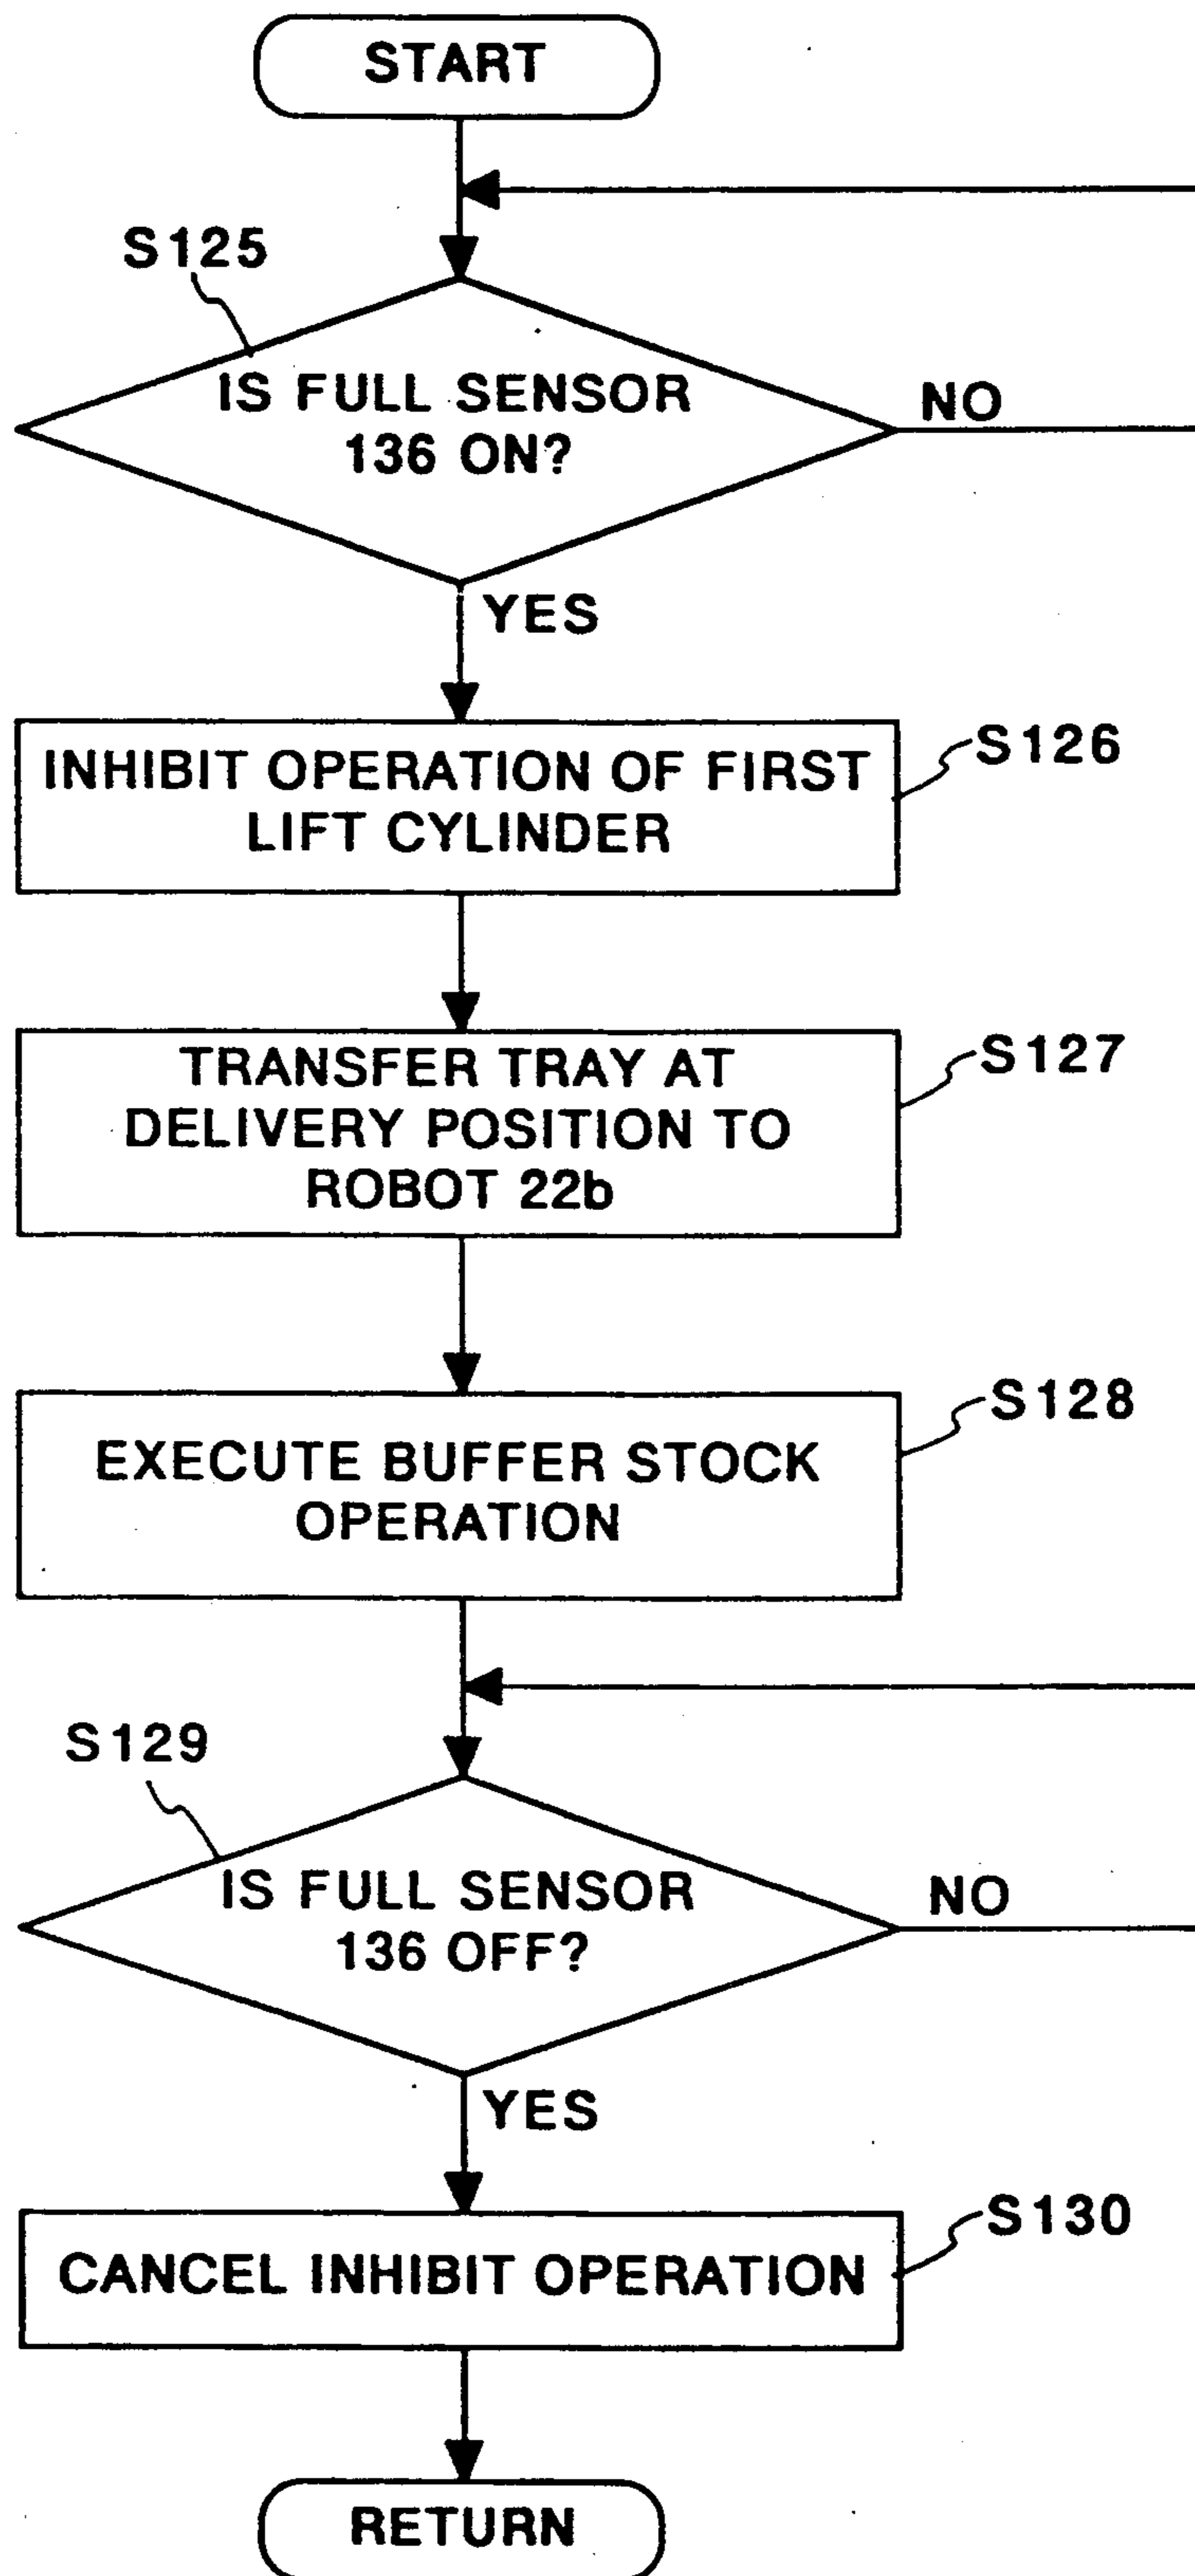 START
S125
IS FULL SENSOR
136 ON?
NO
YES
INHIBIT OPERATION OF FIRST
LIFT CYLINDER
S126
TRANSFER TRAY AT
DELIVERY POSITION TO
ROBOT 22b
S127
EXECUTE BUFFER STOCK
OPERATION
S128
S129
IS FULL SENSOR
136 OFF?
NO
YES
CANCEL INHIBIT OPERATION
S130
RETURN